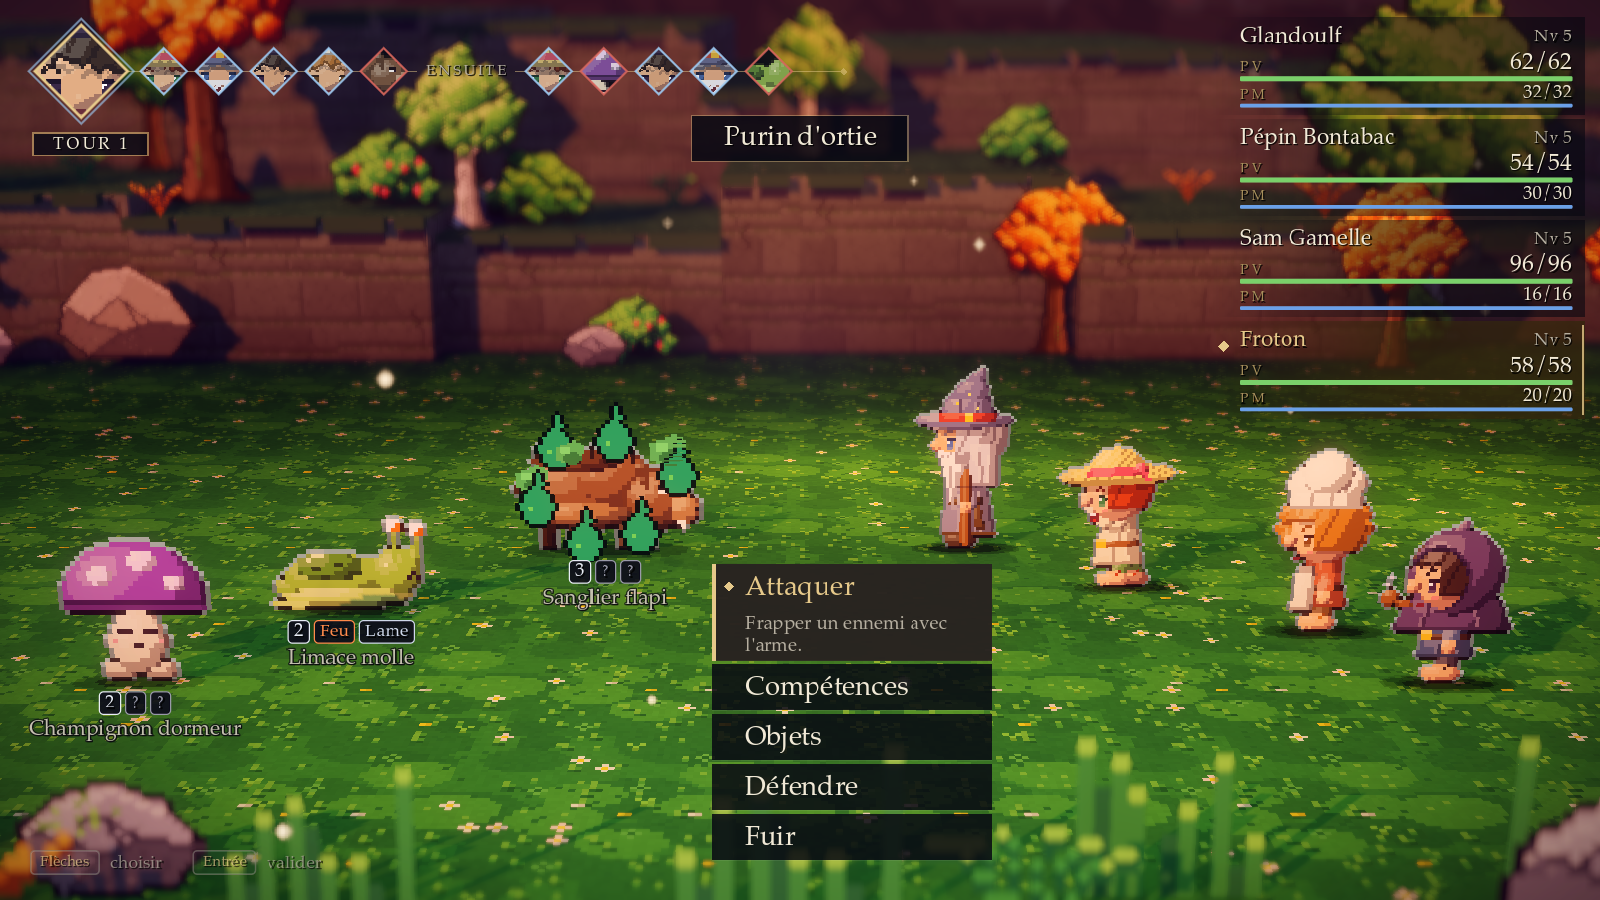 ENSUITE
TOUR 1
Purin d'ortie
Glandoulf Nv 5
PV 62/62
PM 32/32
Pépin Bontabac Nv 5
PV 54/54
PM 30/30
Sam Gamelle Nv 5
PV 96/96
PM 16/16
Froton Nv 5
PV 58/58
PM 20/20
3 ? ?
Sanglier flapi
2 Feu Lame
Limace molle
2 ? ?
Champignon dormeur
Attaquer
Frapper un ennemi avec
l'arme.
Compétences
Objets
Défendre
Fuir
Flèches choisir Entrée valider